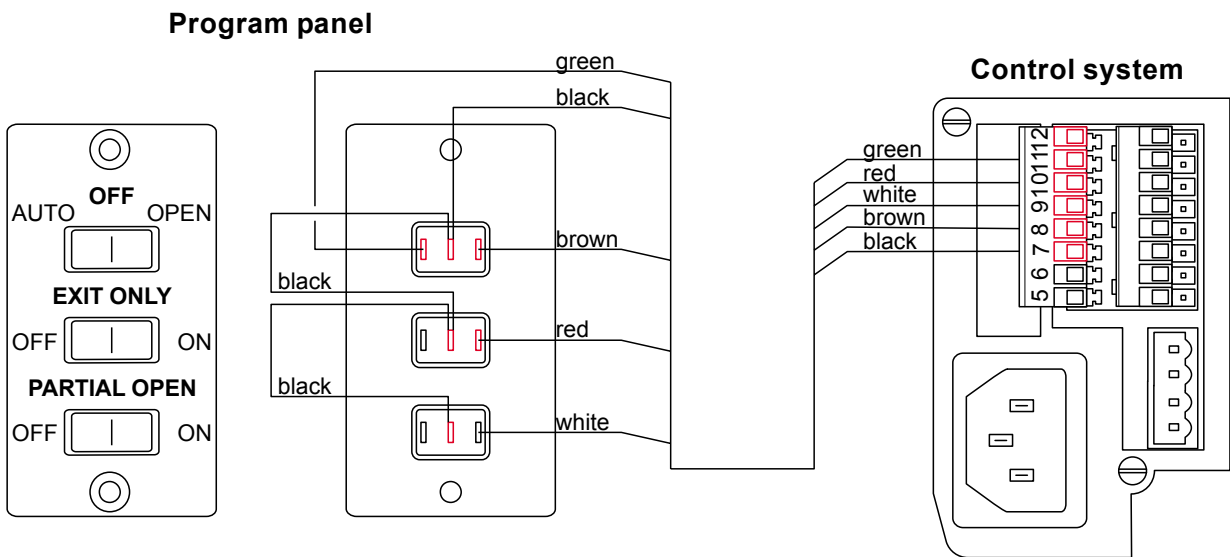 Program panel
Control system
OFF
AUTO OPEN
EXIT ONLY
OFF ON
PARTIAL OPEN
OFF ON
green
black
brown
black
red
black
white
green
red
white
brown
black
12
11
10
9
8
7
6
5